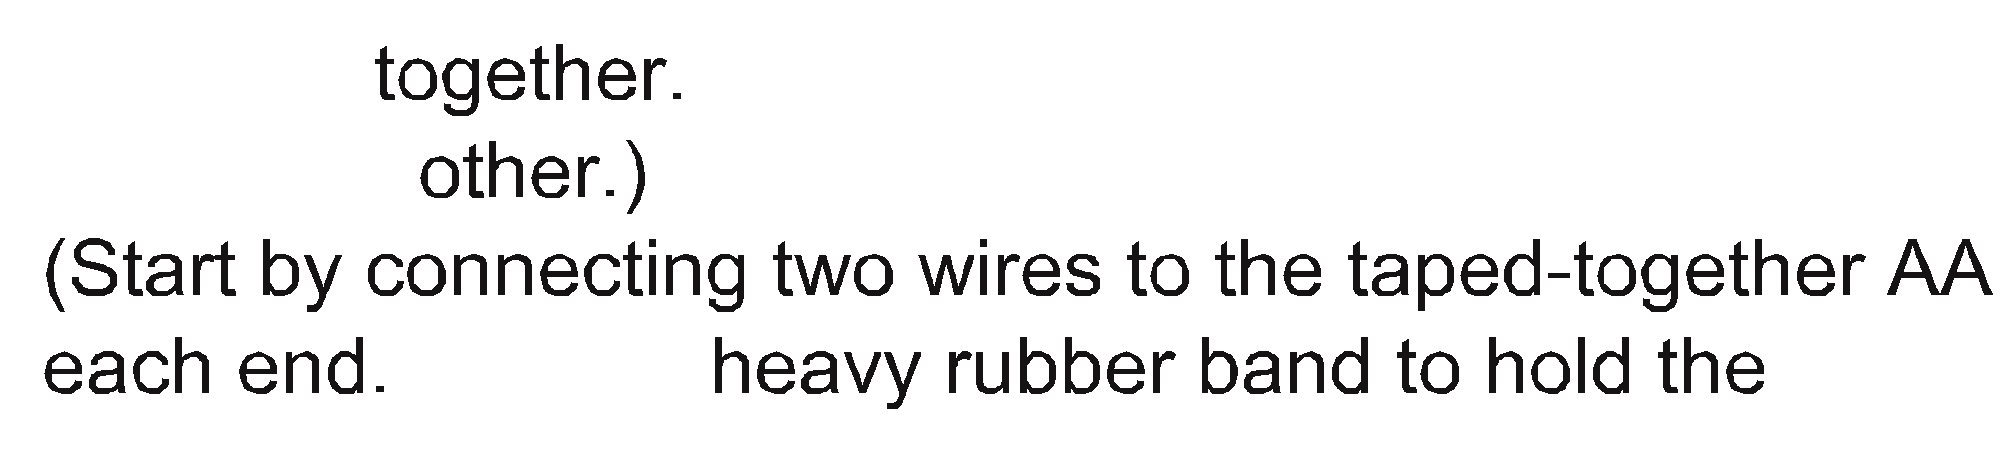 together.
other.)
(Start by connecting two wires to the taped-together AA
each end. heavy rubber band to hold the